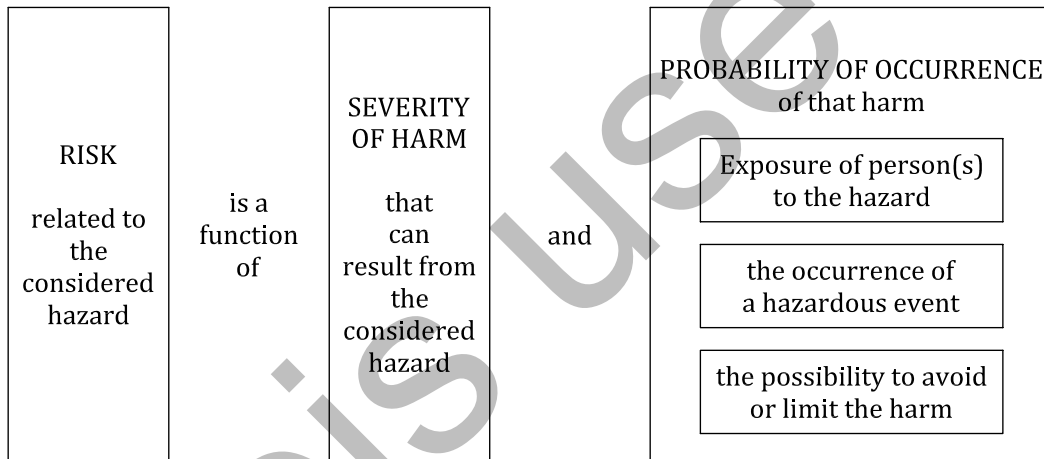 RISK
related to
the
considered
hazard
is a
function
of
SEVERITY
OF HARM
that
can
result from
the
considered
hazard
and
PROBABILITY OF OCCURRENCE
of that harm
Exposure of person(s)
to the hazard
the occurrence of
a hazardous event
the possibility to avoid
or limit the harm
is use